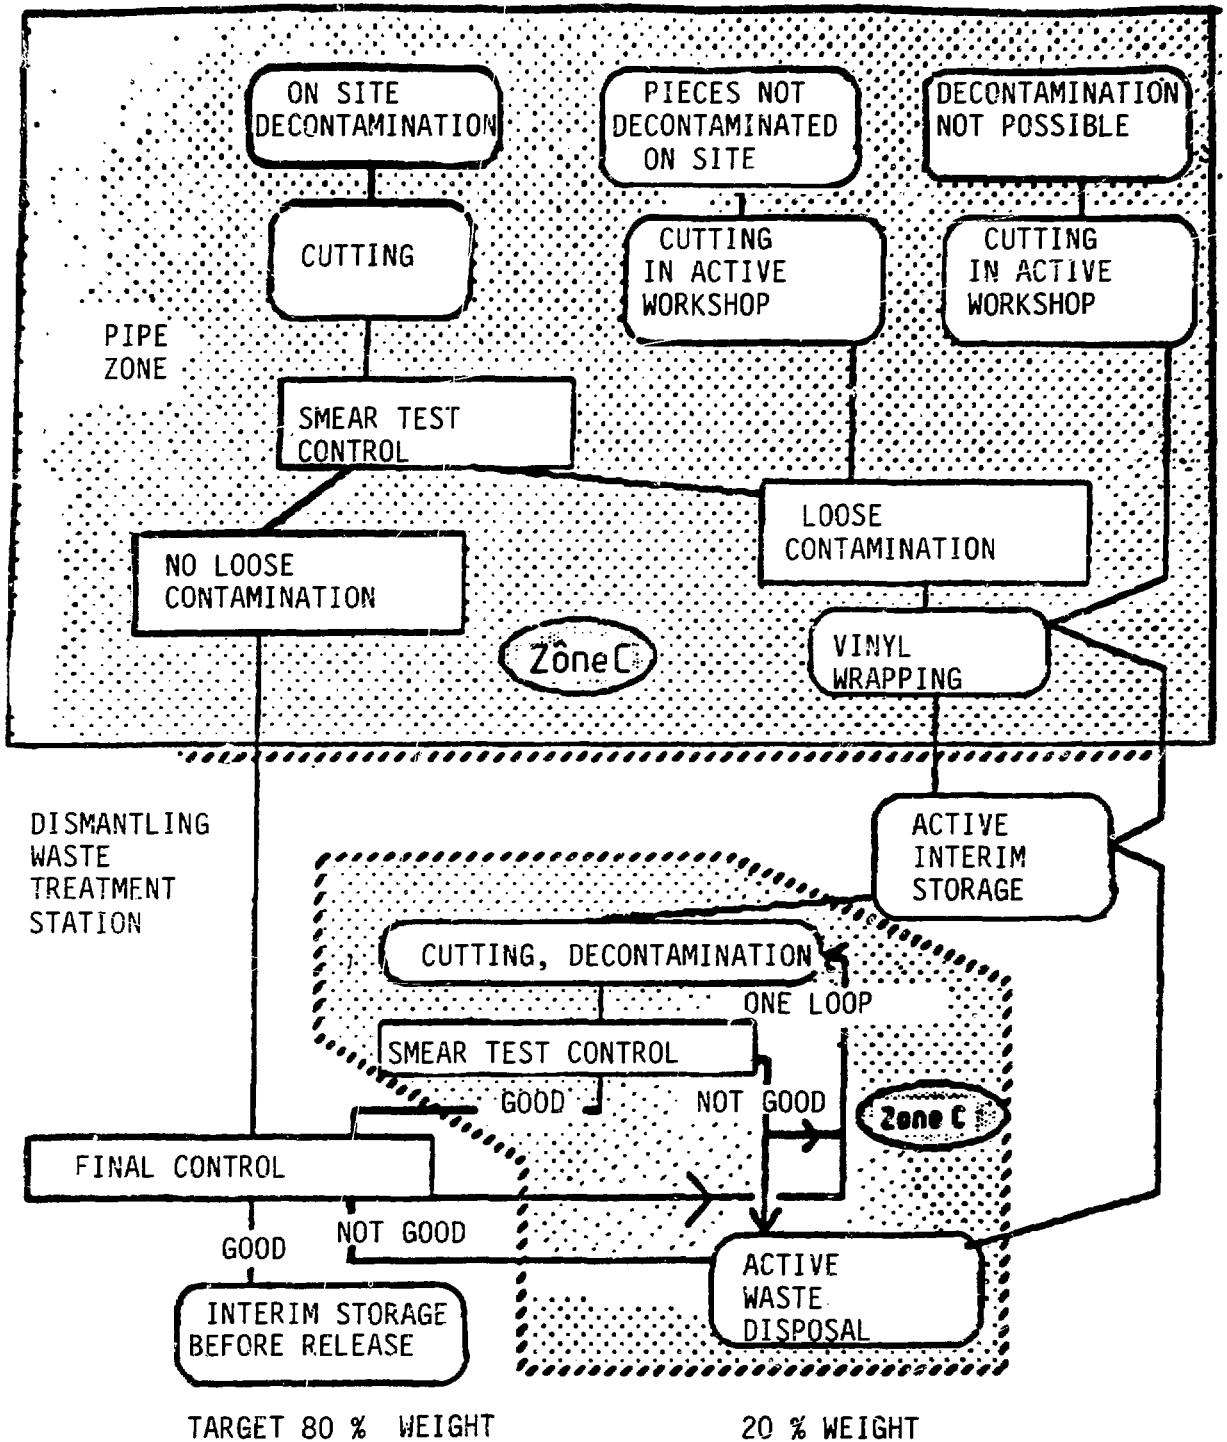 ON SITE
DECONTAMINATION
PIECES NOT
DECONTAMINATED
ON SITE
DECONTAMINATION
NOT POSSIBLE
CUTTING
CUTTING
IN ACTIVE
WORKSHOP
CUTTING
IN ACTIVE
WORKSHOP
PIPE
ZONE
SMEAR TEST
CONTROL
LOOSE
CONTAMINATION
NO LOOSE
CONTAMINATION
Zône C
VINYL
WRAPPING
DISMANTLING
WASTE
TREATMENT
STATION
ACTIVE
INTERIM
STORAGE
CUTTING, DECONTAMINATION
ONE LOOP
SMEAR TEST CONTROL
GOOD
NOT GOOD
Zone C
FINAL CONTROL
GOOD
NOT GOOD
ACTIVE
WASTE
DISPOSAL
INTERIM STORAGE
BEFORE RELEASE
TARGET 80 % WEIGHT
20 % WEIGHT